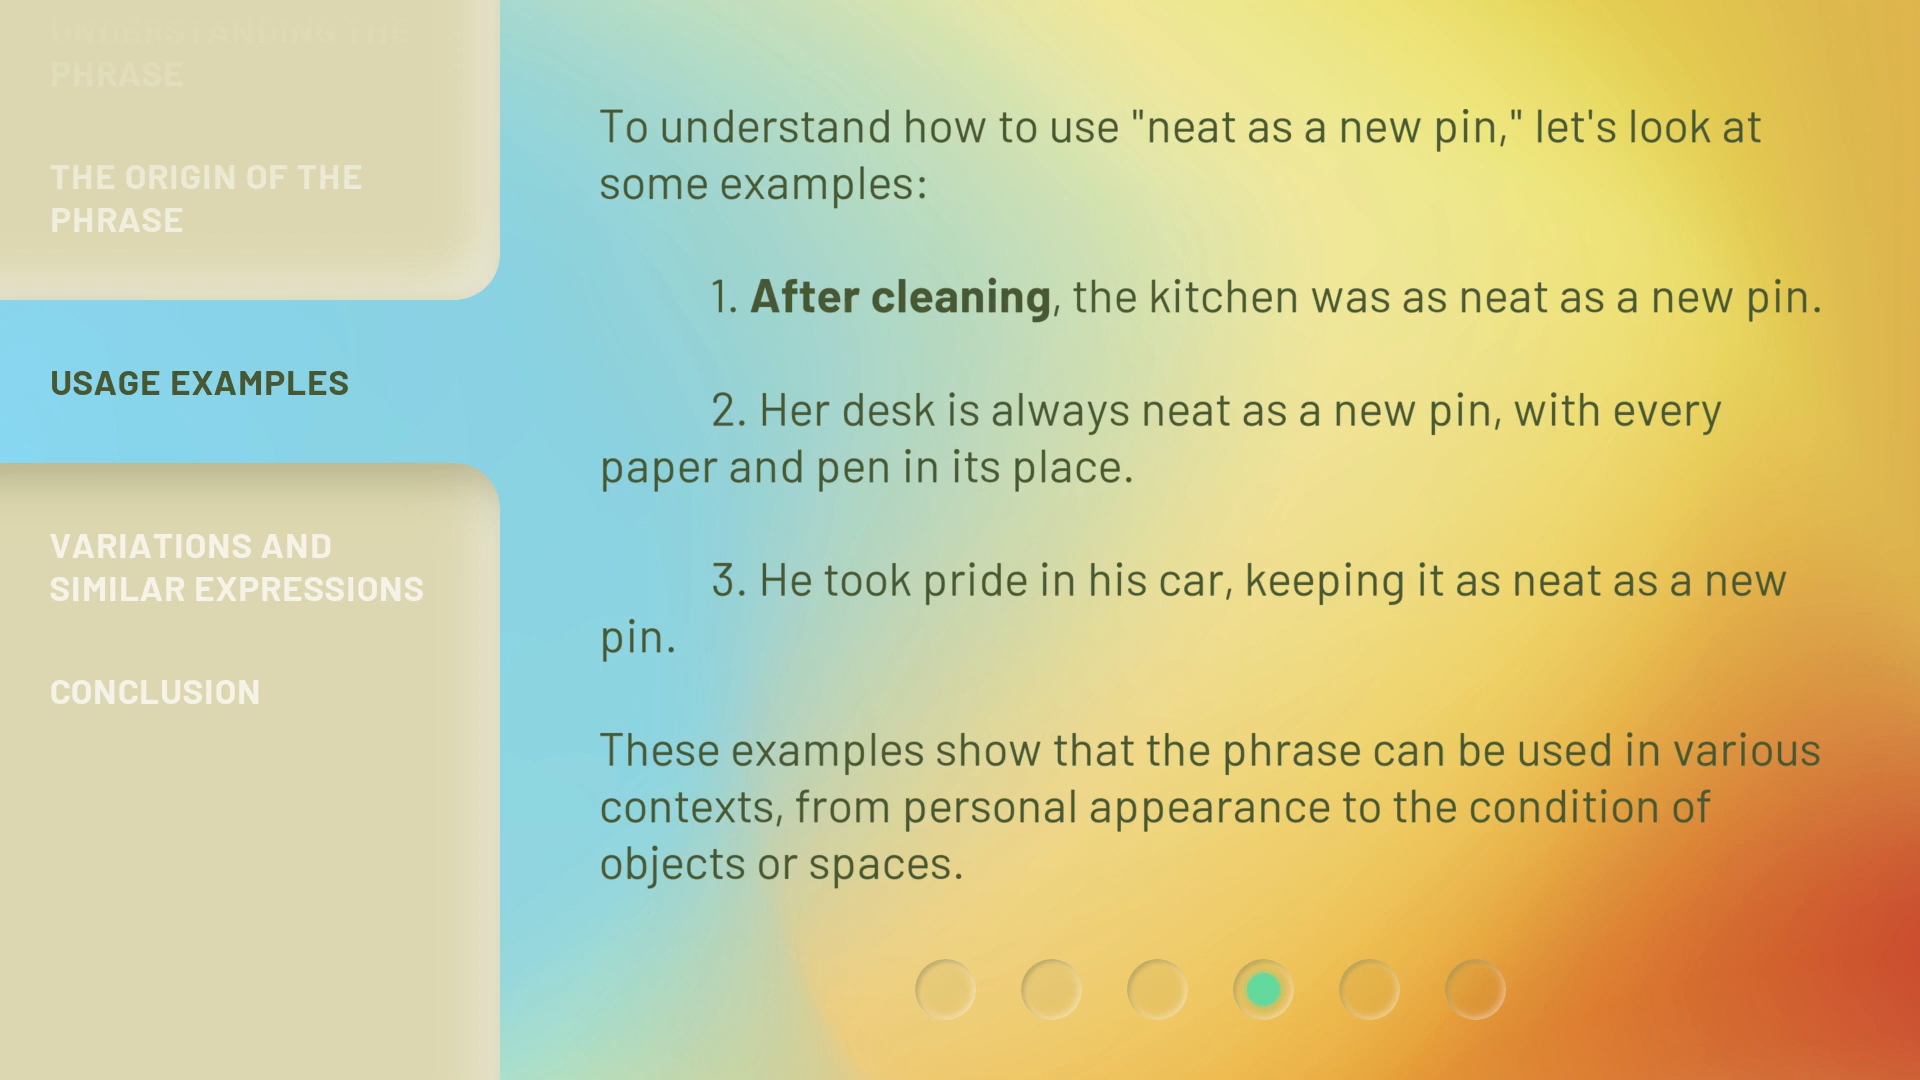 UNDERSTANDING THE
PHRASE
THE ORIGIN OF THE
PHRASE
USAGE EXAMPLES
VARIATIONS AND
SIMILAR EXPRESSIONS
CONCLUSION
To understand how to use "neat as a new pin," let's look at
some examples:
1. After cleaning, the kitchen was as neat as a new pin.
2. Her desk is always neat as a new pin, with every
paper and pen in its place.
3. He took pride in his car, keeping it as neat as a new
pin.
These examples show that the phrase can be used in various
contexts, from personal appearance to the condition of
objects or spaces.